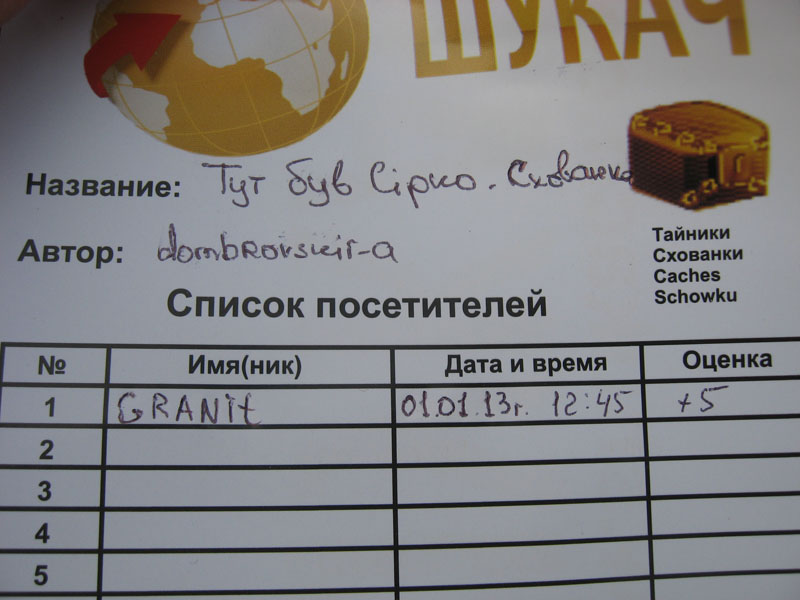 ШУКАЧ
Название: Тут був Сірко. Схованка
Автор: dombrovskii-a
Тайники
Схованки
Caches
Schowku
Список посетителей
№ Имя(ник) Дата и время Оценка
1 GRANit 01.01.13г. 12:45 +5
2
3
4
5